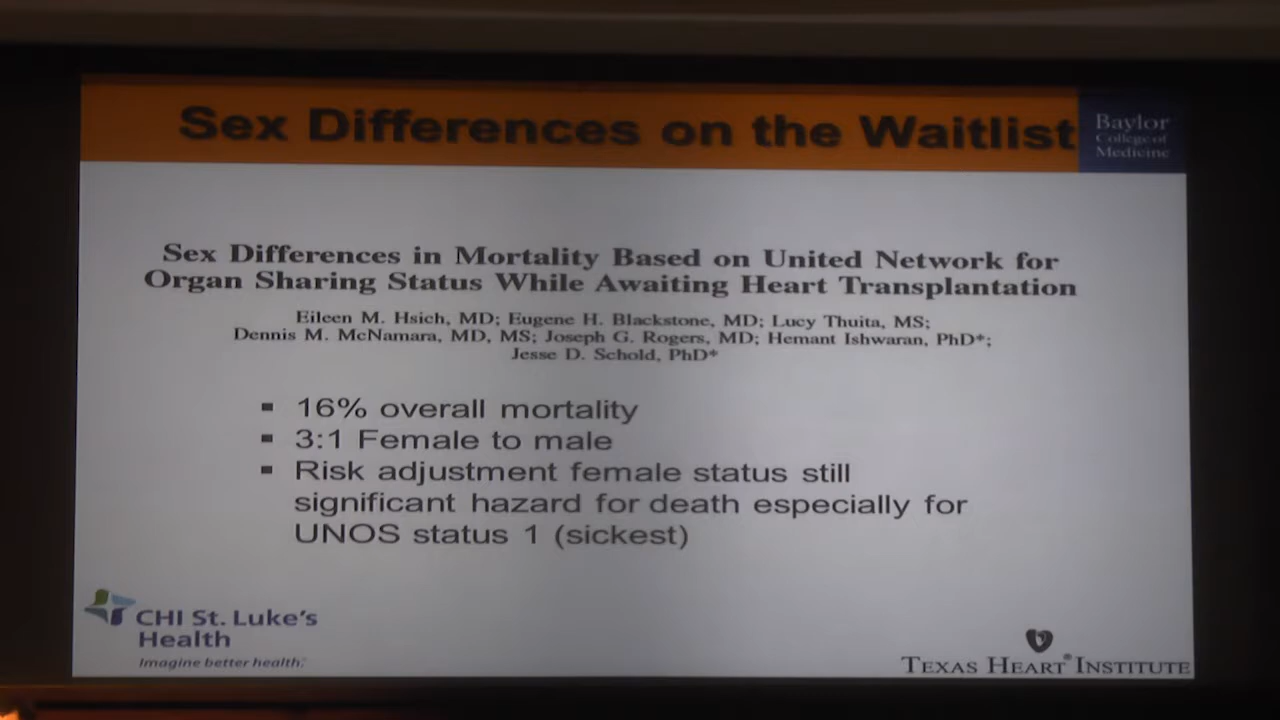 Sex Differences on the Waitlist
Baylor
College of
Medicine
Sex Differences in Mortality Based on United Network for
Organ Sharing Status While Awaiting Heart Transplantation
Eileen M. Hsich, MD; Eugene H. Blackstone, MD; Lucy Thuita, MS;
Dennis M. McNamara, MD, MS; Joseph G. Rogers, MD; Hemant Ishwaran, PhD*;
Jesse D. Schold, PhD*
▪ 16% overall mortality
▪ 3:1 Female to male
▪ Risk adjustment female status still
significant hazard for death especially for
UNOS status 1 (sickest)
CHI St. Luke's
Health
Imagine better health.
TEXAS HEART® INSTITUTE